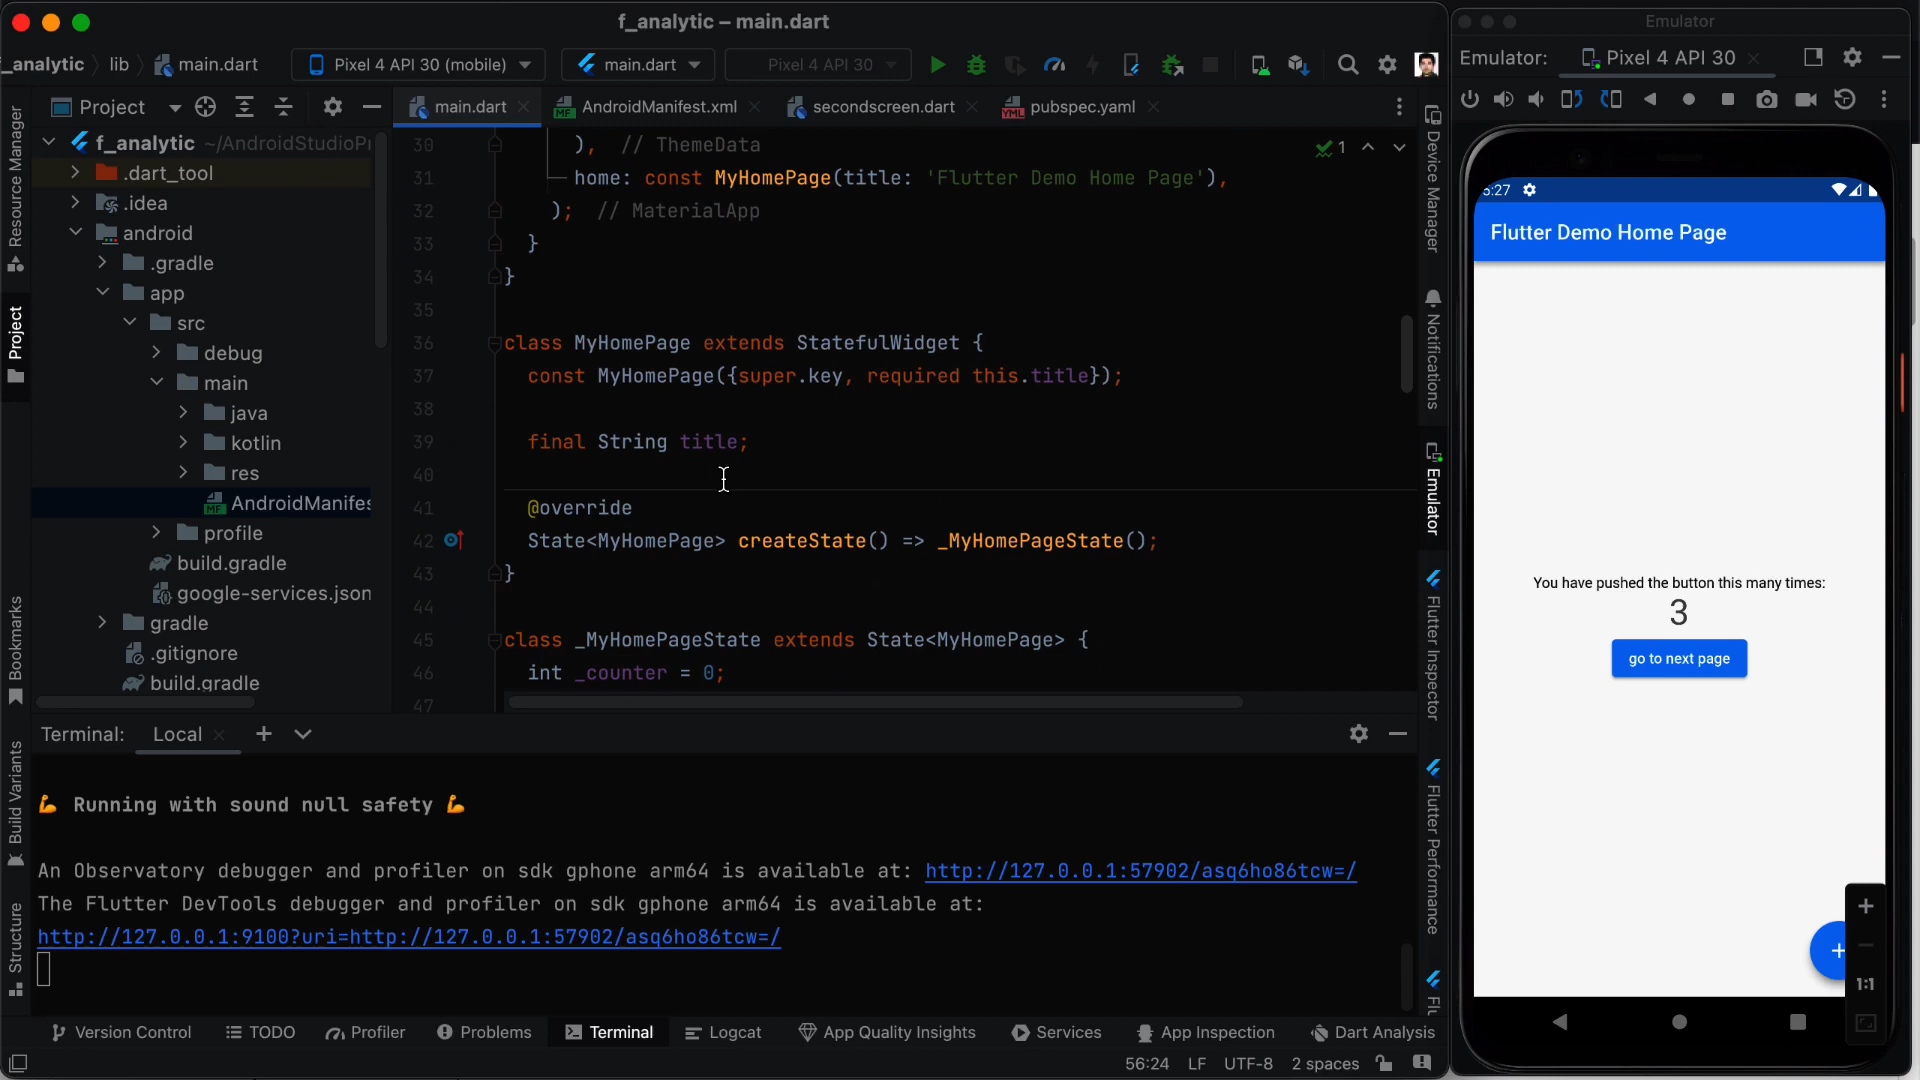 f_analytic – main.dart
_analytic
lib
main.dart
Pixel 4 API 30 (mobile)
main.dart
Pixel 4 API 30
Project
main.dart
AndroidManifest.xml
secondscreen.dart
pubspec.yaml
Resource Manager
Project
Bookmarks
Build Variants
Structure
f_analytic ~/AndroidStudioPr
.dart_tool
.idea
android
.gradle
app
src
debug
main
java
kotlin
res
AndroidManifes
profile
build.gradle
google-services.json
gradle
.gitignore
build.gradle
1
30 ), // ThemeData
31 home: const MyHomePage(title: 'Flutter Demo Home Page'),
32 ); // MaterialApp
33 }
34 }
35
36 class MyHomePage extends StatefulWidget {
37 const MyHomePage({super.key, required this.title});
38
39 final String title;
40
41 @override
42 State<MyHomePage> createState() => _MyHomePageState();
43 }
44
45 class _MyHomePageState extends State<MyHomePage> {
46 int _counter = 0;
47
Device Manager
Notifications
Emulator
Flutter Inspector
Flutter Performance
Fl
Terminal:
Local
💪 Running with sound null safety 💪
An Observatory debugger and profiler on sdk gphone arm64 is available at: http://127.0.0.1:57902/asq6ho86tcw=/
The Flutter DevTools debugger and profiler on sdk gphone arm64 is available at:
http://127.0.0.1:9100?uri=http://127.0.0.1:57902/asq6ho86tcw=/
Version Control
TODO
Profiler
Problems
Terminal
Logcat
App Quality Insights
Services
App Inspection
Dart Analysis
56:24 LF UTF-8 2 spaces
Emulator
Emulator:
Pixel 4 API 30
5:27
Flutter Demo Home Page
You have pushed the button this many times:
3
go to next page
+
+
1:1